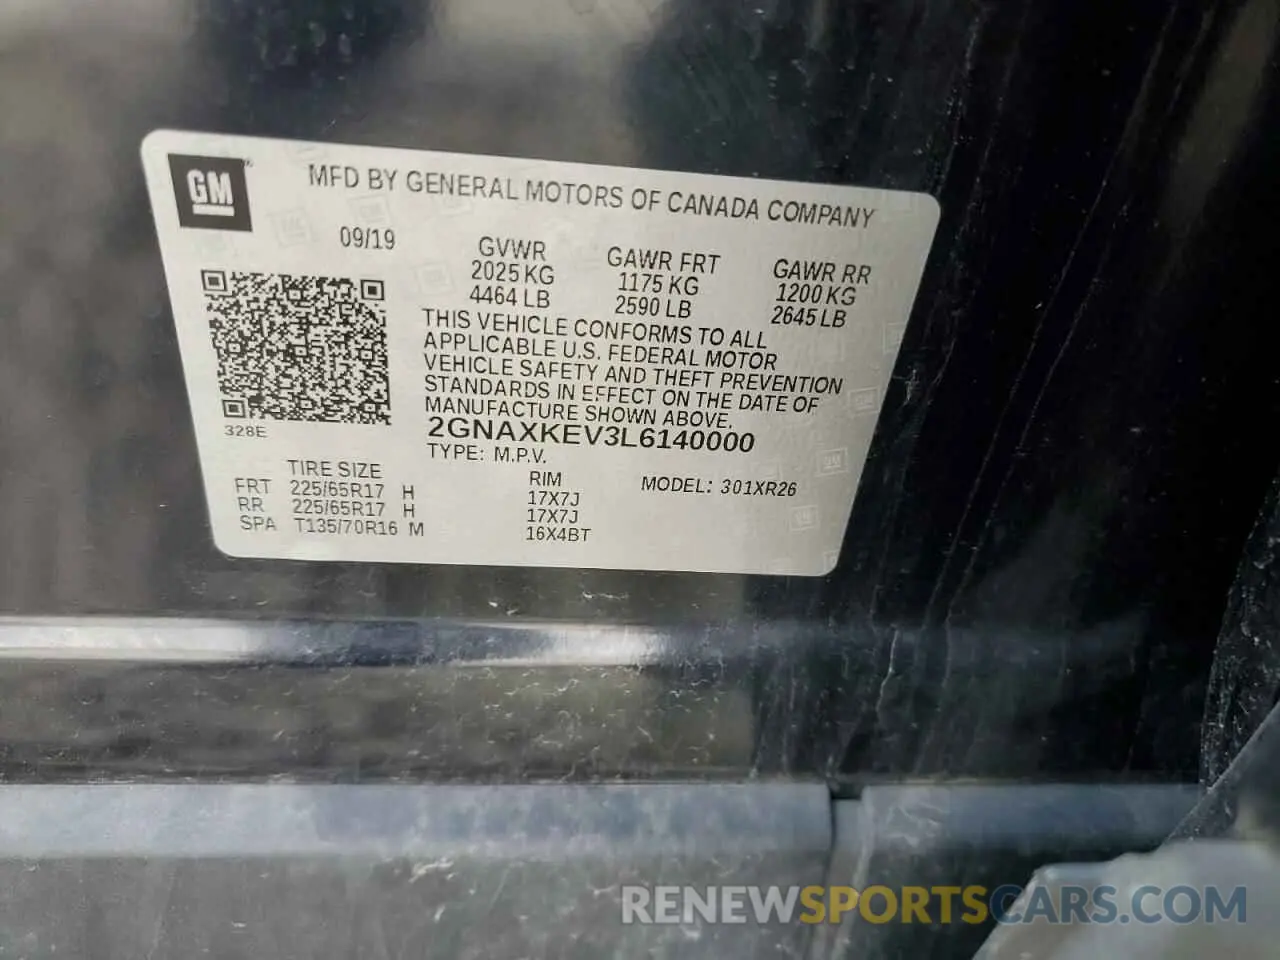 GM®
MFD BY GENERAL MOTORS OF CANADA COMPANY
09/19
GVWR
2025 KG
4464 LB
GAWR FRT
1175 KG
2590 LB
GAWR RR
1200 KG
2645 LB
THIS VEHICLE CONFORMS TO ALL
APPLICABLE U.S. FEDERAL MOTOR
VEHICLE SAFETY AND THEFT PREVENTION
STANDARDS IN EFFECT ON THE DATE OF
MANUFACTURE SHOWN ABOVE.
2GNAXKEV3L6140000
328E
TYPE: M.P.V.
TIRE SIZE RIM MODEL: 301XR26
FRT 225/65R17 H 17X7J
RR 225/65R17 H 17X7J
SPA T135/70R16 M 16X4BT
RENEWSPORTSCARS.COM